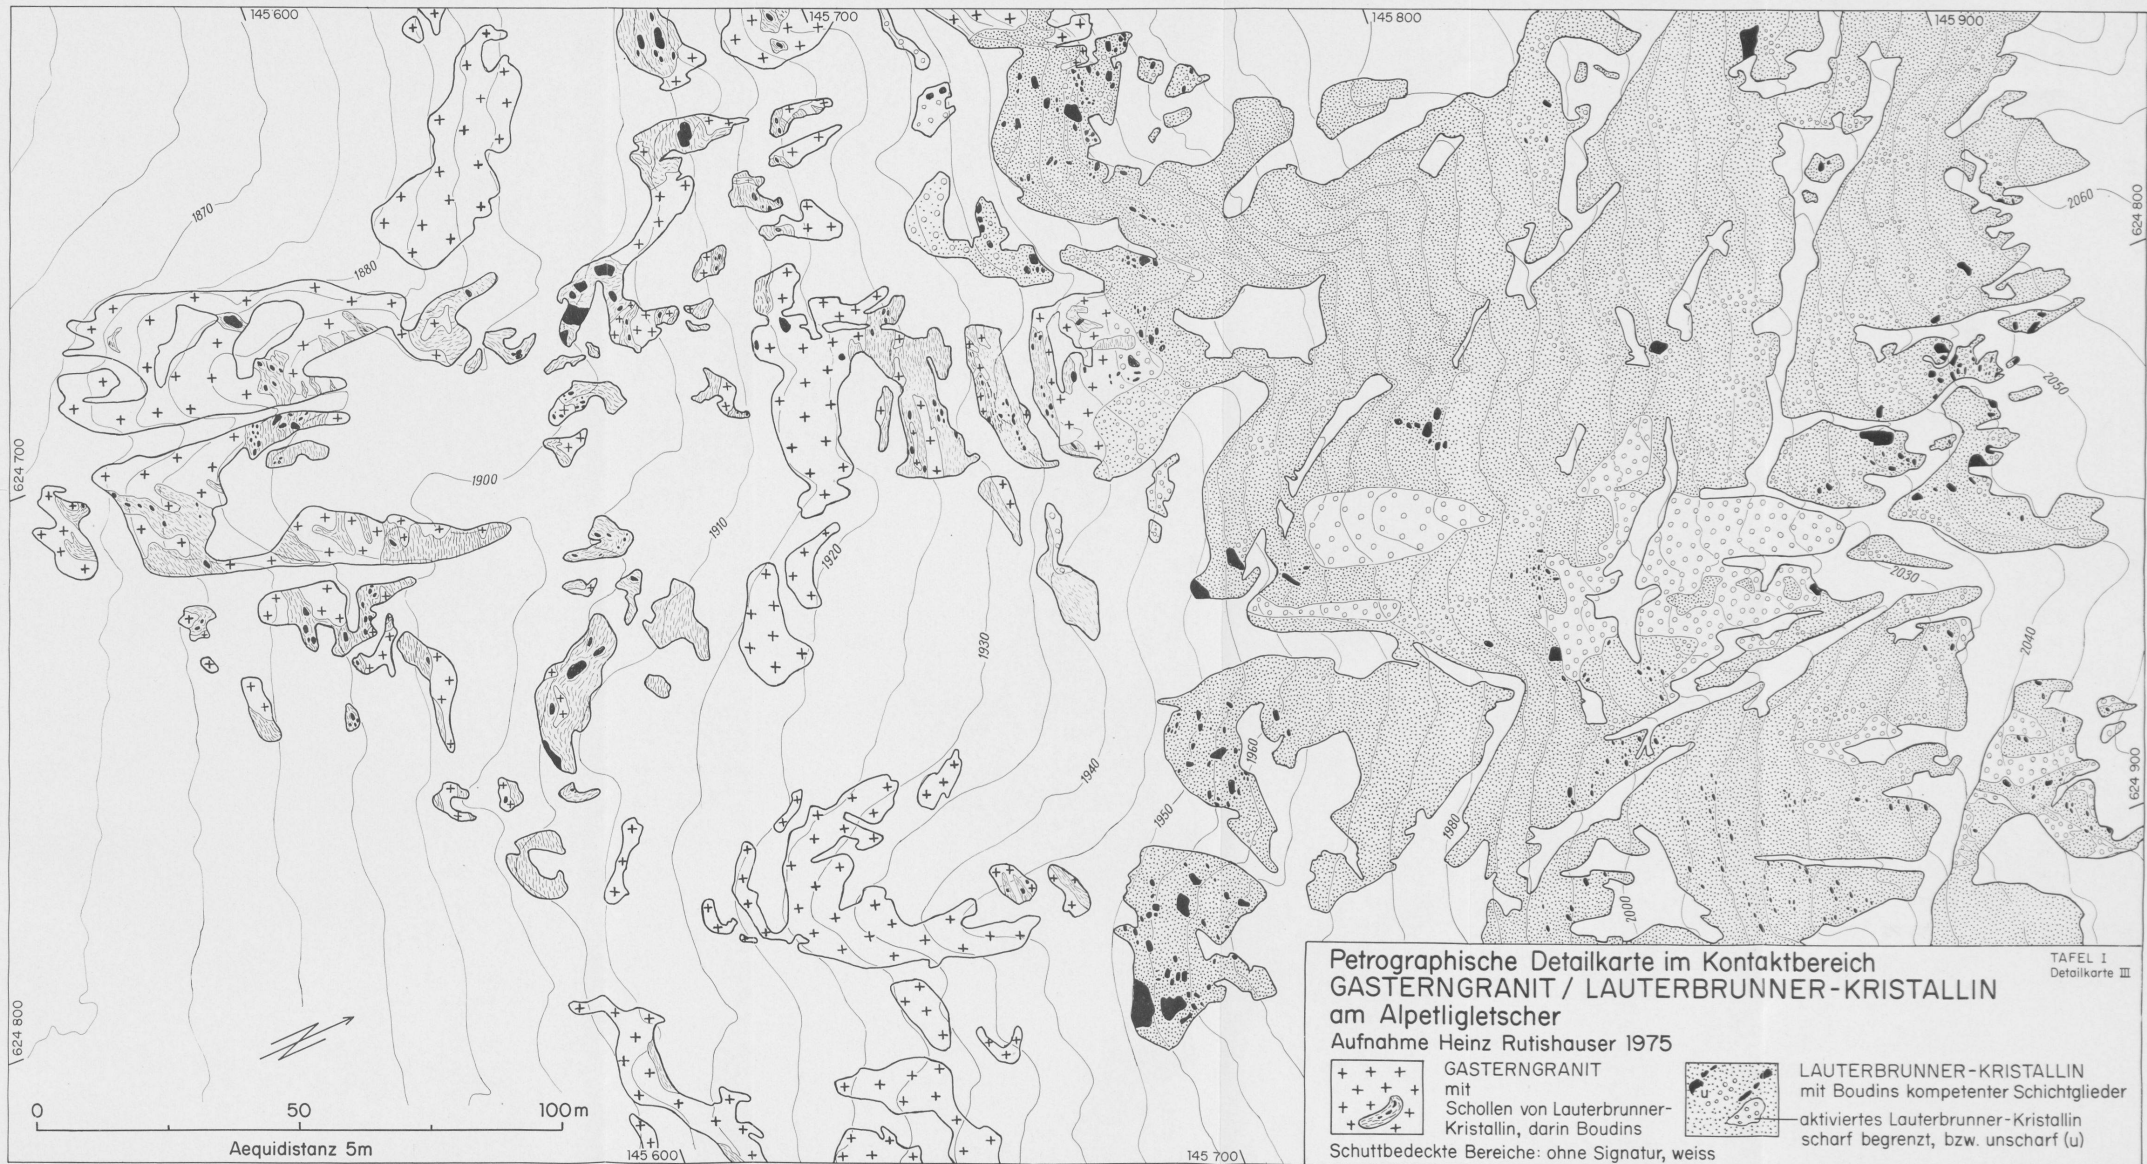 145 600
145 700
145 800
145 900
1870
2060
624 800
1880
2050
624 700
1900
1910
1920
2030
1930
2040
1960
1940
624 900
1950
1980
2000
624 800
N
0 50 100m
Aequidistanz 5m
145 600
145 700
Petrographische Detailkarte im Kontaktbereich
GASTERNGRANIT / LAUTERBRUNNER-KRISTALLIN
am Alpetligletscher
Aufnahme Heinz Rutishauser 1975
TAFEL I
Detailkarte III
GASTERNGRANIT
mit
Schollen von Lauterbrunner-
Kristallin, darin Boudins
u
LAUTERBRUNNER-KRISTALLIN
mit Boudins kompetenter Schichtglieder
aktiviertes Lauterbrunner-Kristallin
scharf begrenzt, bzw. unscharf (u)
Schuttbedeckte Bereiche: ohne Signatur, weiss